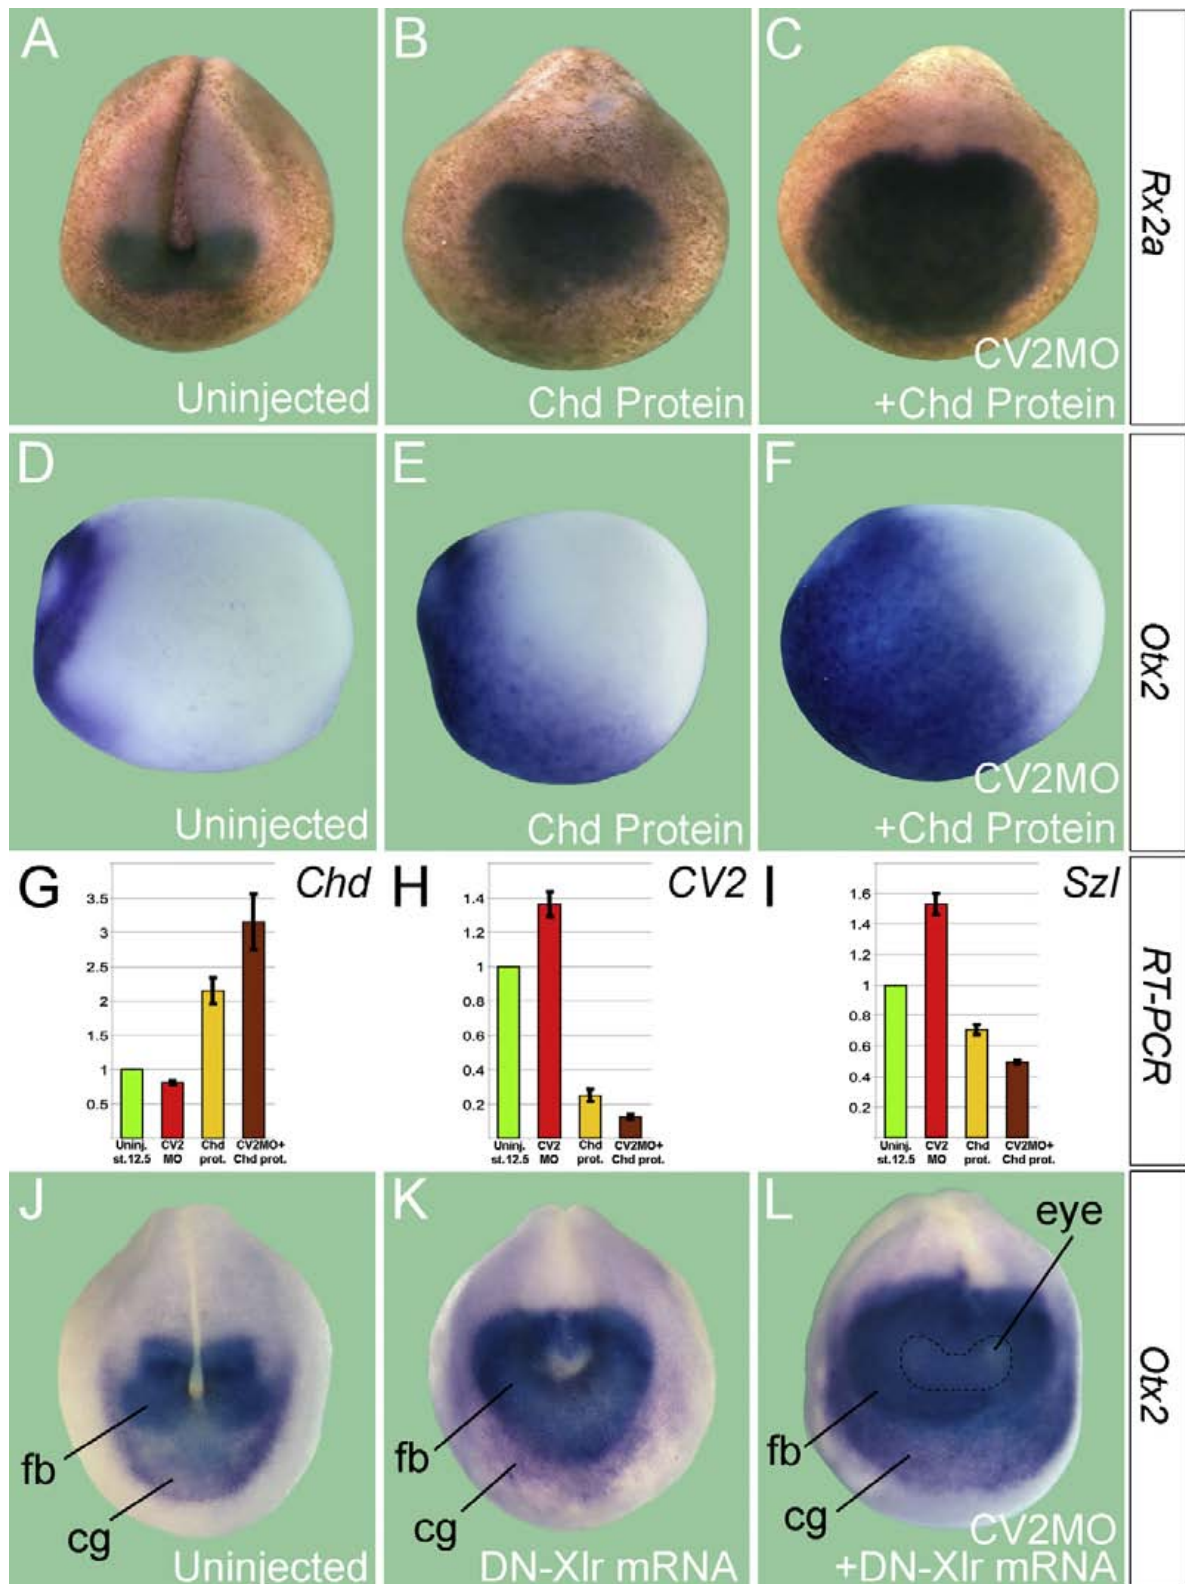 A
B
C
Uninjected
Chd Protein
CV2MO
+Chd Protein
Rx2a
D
E
F
Uninjected
Chd Protein
CV2MO
+Chd Protein
Otx2
G
Chd
3.5
3
2.5
2
1.5
1
0.5
Uninj. CV2 Chd CV2MO+
st.12.5 MO prot. Chd prot.
H
CV2
1.4
1.2
1
0.8
0.6
0.4
0.2
Uninj. CV2 Chd CV2MO+
st.12.5 MO prot. Chd prot.
I
Szl
1.6
1.4
1.2
1
0.8
0.6
0.4
0.2
Uninj. CV2 Chd CV2MO+
st.12.5 MO prot. Chd prot.
RT-PCR
J
fb
cg
Uninjected
K
fb
cg
DN-Xlr mRNA
L
eye
fb
cg
CV2MO
+DN-Xlr mRNA
Otx2